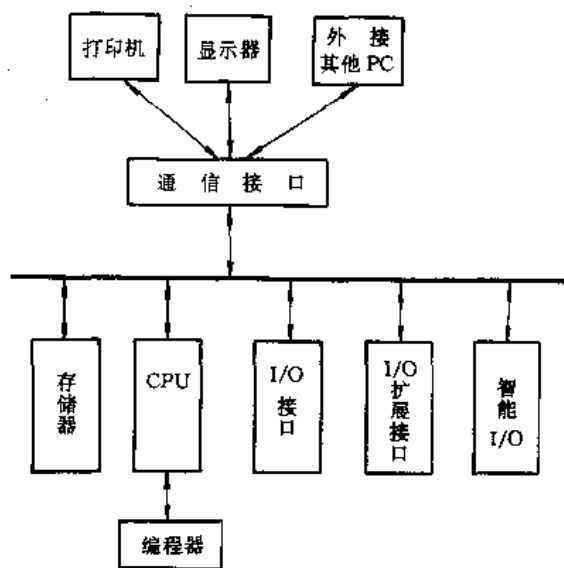 打印机
显示器
外接
其他 PC
通信接口
存储器
CPU
I/O
接口
I/O
扩展接口
智能
I/O
编程器